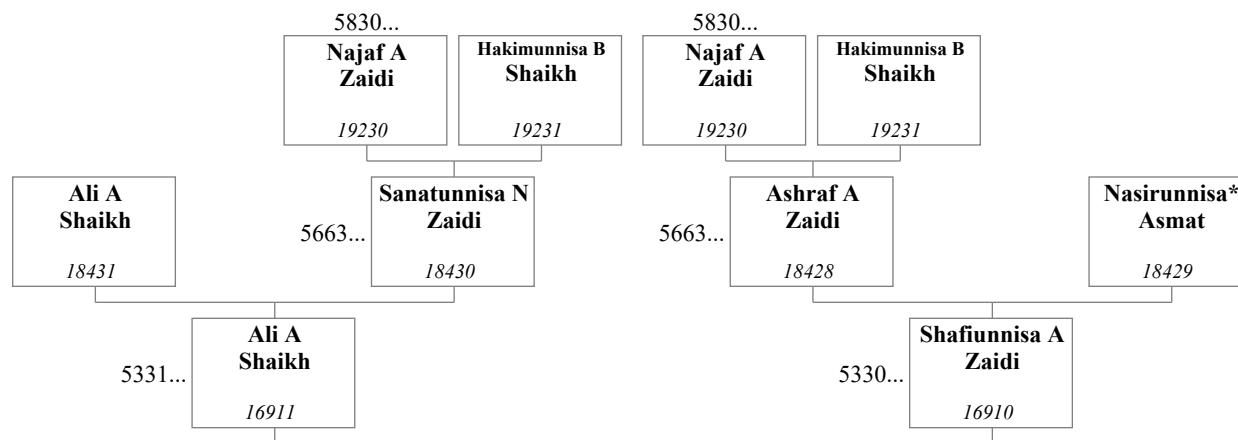 5830...
Najaf A
Zaidi
19230
Hakimunnisa B
Shaikh
19231
5830...
Najaf A
Zaidi
19230
Hakimunnisa B
Shaikh
19231
Ali A
Shaikh
18431
5663...
Sanatunnisa N
Zaidi
18430
5663...
Ashraf A
Zaidi
18428
Nasirunnisa*
Asmat
18429
5331...
Ali A
Shaikh
16911
5330...
Shafiunnisa A
Zaidi
16910